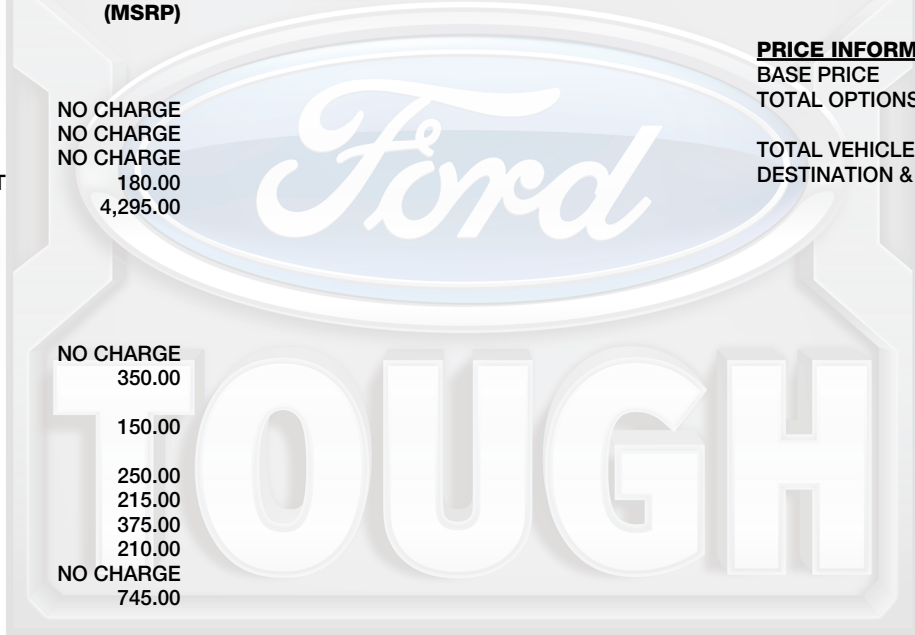 (MSRP)
NO CHARGE
NO CHARGE
NO CHARGE
T 180.00
4,295.00
NO CHARGE
350.00
150.00
250.00
215.00
375.00
210.00
NO CHARGE
745.00
PRICE INFORM
BASE PRICE
TOTAL OPTIONS
TOTAL VEHICLE
DESTINATION &
Ford
TOUGH